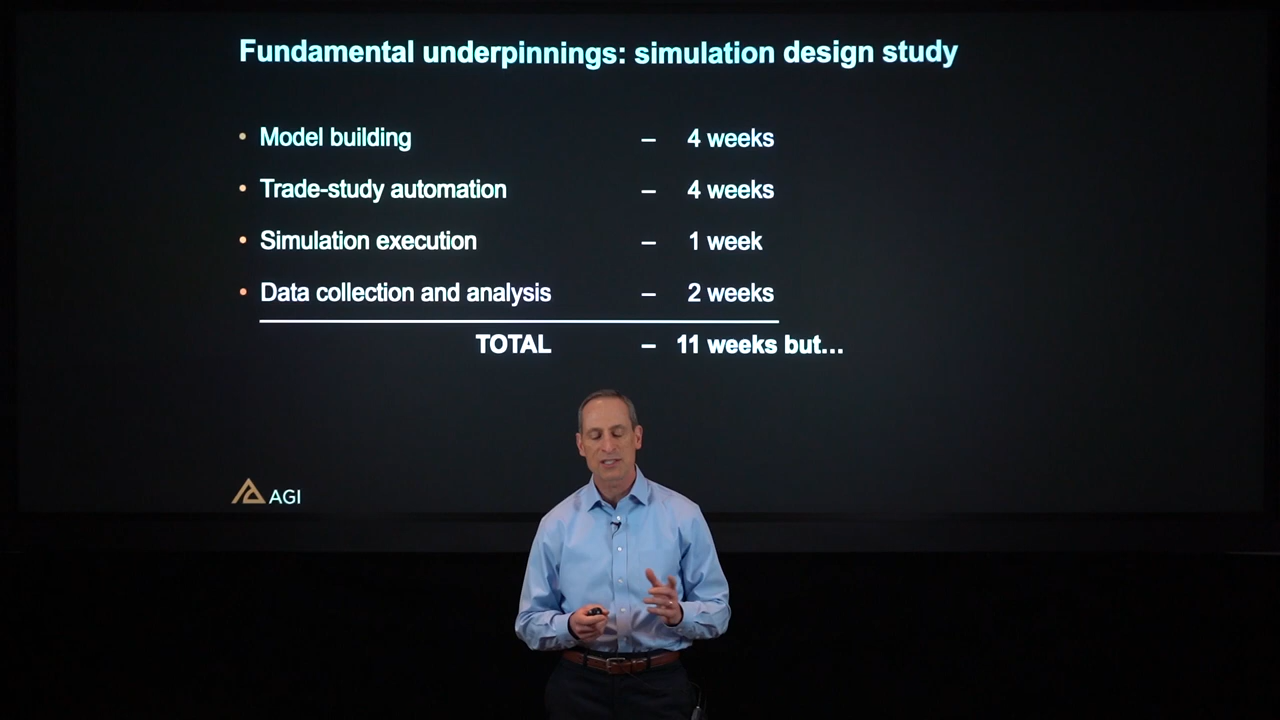 Fundamental underpinnings: simulation design study
• Model building – 4 weeks
• Trade-study automation – 4 weeks
• Simulation execution – 1 week
• Data collection and analysis – 2 weeks
TOTAL – 11 weeks but...
AGI